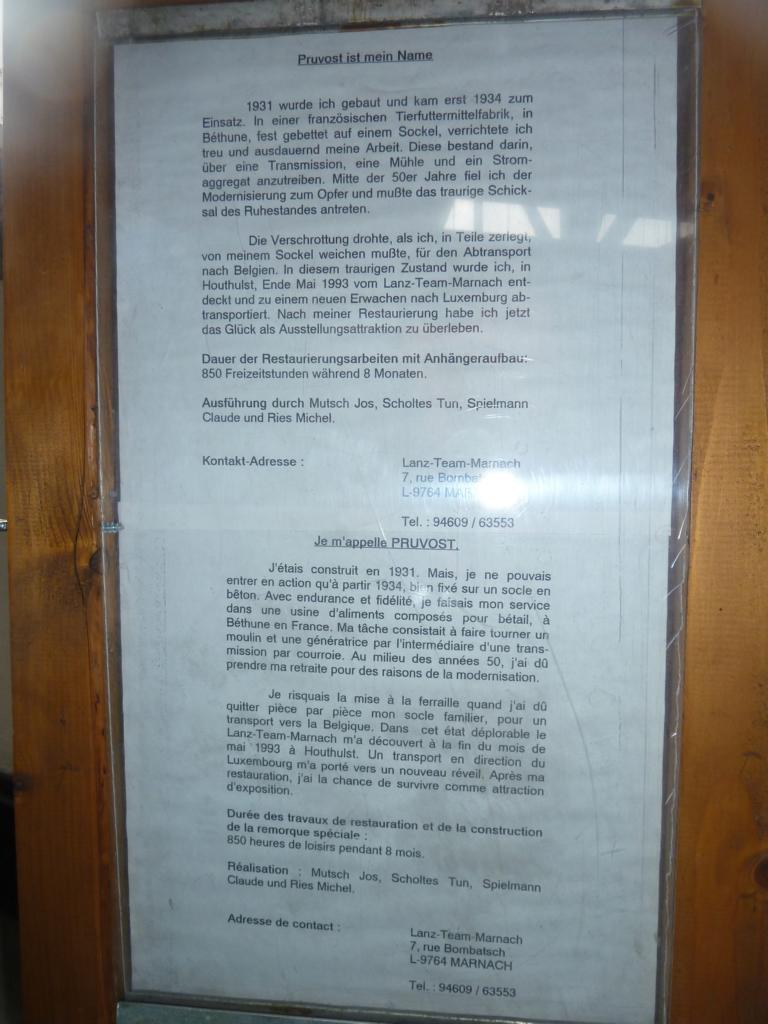 Pruvost ist mein Name
1931 wurde ich gebaut und kam erst 1934 zum
Einsatz. In einer französischen Tierfuttermittelfabrik, in
Béthune, fest gebettet auf einem Sockel, verrichtete ich
treu und ausdauernd meine Arbeit. Diese bestand darin,
über eine Transmission, eine Mühle und ein Strom-
aggregat anzutreiben. Mitte der 50er Jahre fiel ich der
Modernisierung zum Opfer und mußte das traurige Schick-
sal des Ruhestandes antreten.
Die Verschrottung drohte, als ich, in Teile zerlegt,
von meinem Sockel weichen mußte, für den Abtransport
nach Belgien. In diesem traurigen Zustand wurde ich, in
Houthulst, Ende Mai 1993 vom Lanz-Team-Marnach ent-
deckt und zu einem neuen Erwachen nach Luxemburg ab-
transportiert. Nach meiner Restaurierung habe ich jetzt
das Glück als Ausstellungsattraktion zu überleben.
Dauer der Restaurierungsarbeiten mit Anhängeraufbau:
850 Freizeitstunden während 8 Monaten.
Ausführung durch Mutsch Jos, Scholtes Tun, Spielmann
Claude und Ries Michel.
Kontakt-Adresse : Lanz-Team-Marnach
7, rue Bombatsch
L-9764 MARNACH
Tel. : 94609 / 63553
Je m'appelle PRUVOST.
J'étais construit en 1931. Mais, je ne pouvais
entrer en action qu'à partir 1934, bien fixé sur un socle en
bêton. Avec endurance et fidélité, je faisais mon service
dans une usine d'aliments composés pour bétail, à
Béthune en France. Ma tâche consistait à faire tourner un
moulin et une génératrice par l'intermédiaire d'une trans-
mission par courroie. Au milieu des années 50, j'ai dû
prendre ma retraite pour des raisons de la modernisation.
Je risquais la mise à la ferraille quand j'ai dû
quitter pièce par pièce mon socle familier, pour un
transport vers la Belgique. Dans cet état déplorable le
Lanz-Team-Marnach m'a découvert à la fin du mois de
mai 1993 à Houthulst. Un transport en direction du
Luxembourg m'a porté vers un nouveau réveil. Après ma
restauration, j'ai la chance de survivre comme attraction
d'exposition.
Durée des travaux de restauration et de la construction
de la remorque spéciale :
850 heures de loisirs pendant 8 mois.
Réalisation : Mutsch Jos, Scholtes Tun, Spielmann
Claude und Ries Michel.
Adresse de contact : Lanz-Team-Marnach
7, rue Bombatsch
L-9764 MARNACH
Tel. : 94609 / 63553